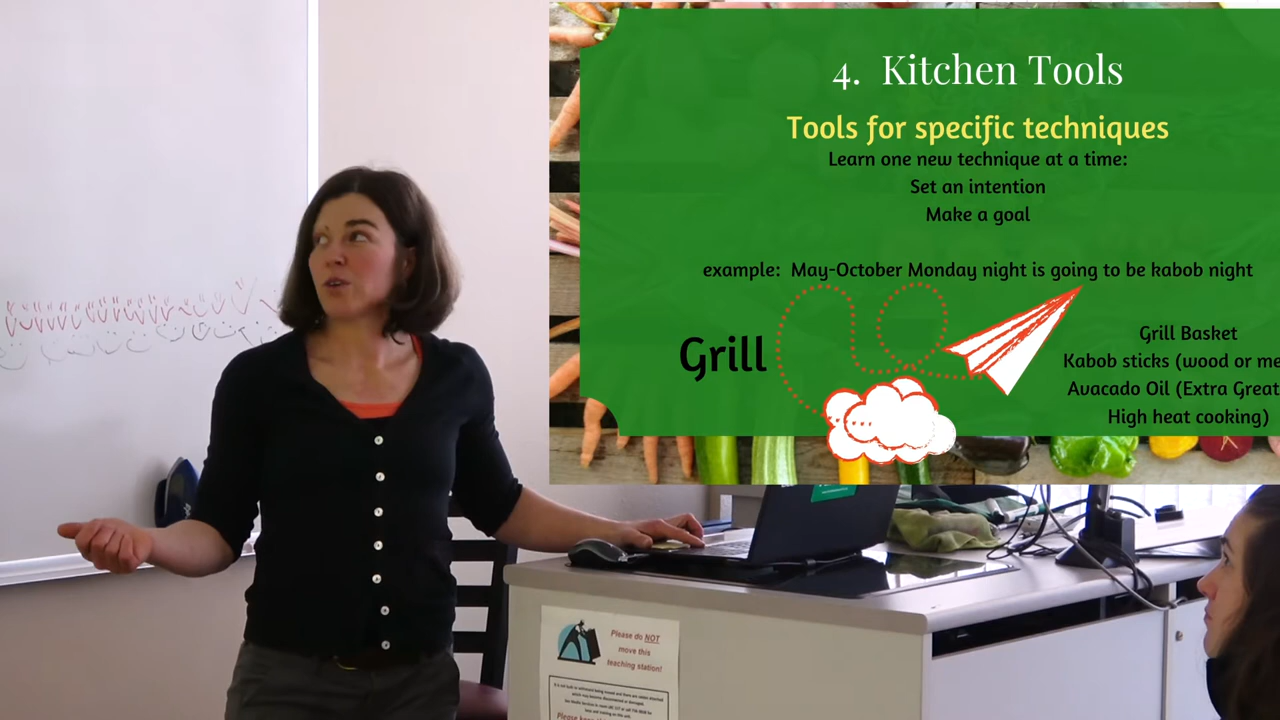 4. Kitchen Tools
Tools for specific techniques
Learn one new technique at a time:
Set an intention
Make a goal
example: May-October Monday night is going to be kabob night
Grill
Grill Basket
Kabob sticks (wood or me
Avacado Oil (Extra Great
High heat cooking)
Please do NOT
move this
teaching station!